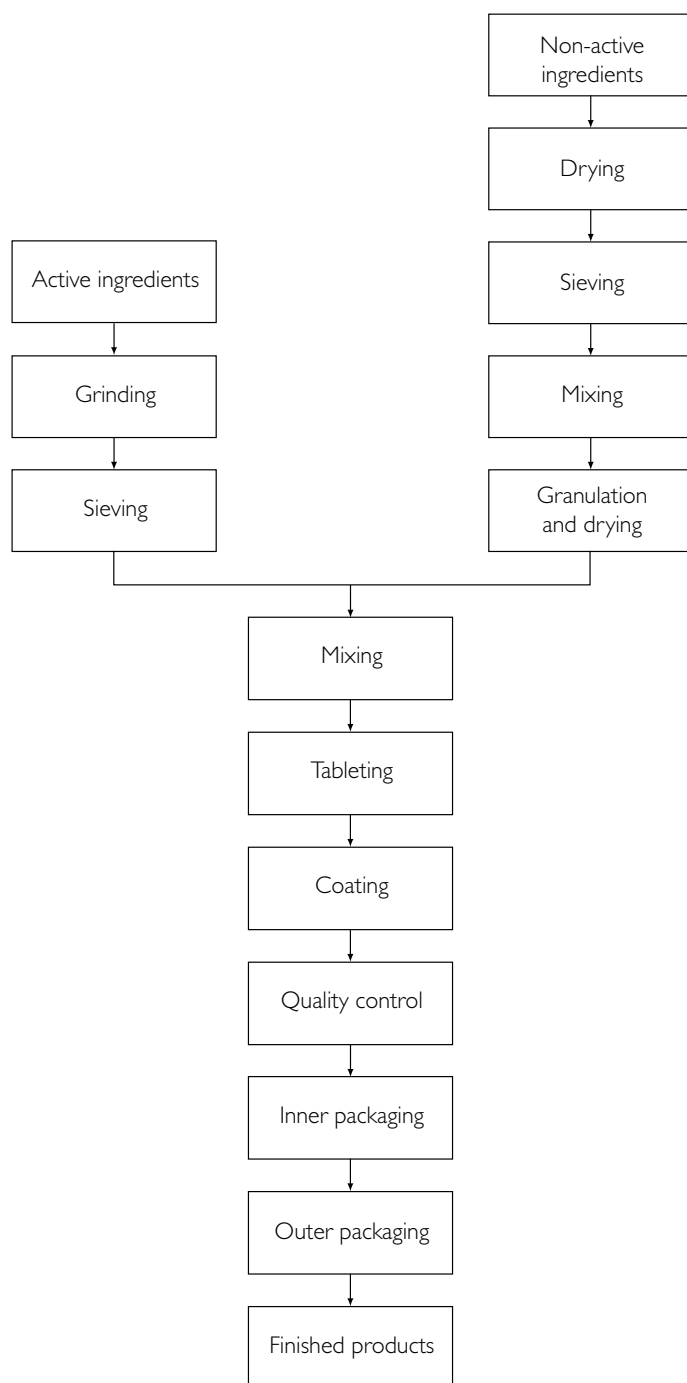 Non-active
ingredients
Drying
Active ingredients
Sieving
Grinding
Mixing
Sieving
Granulation
and drying
Mixing
Tableting
Coating
Quality control
Inner packaging
Outer packaging
Finished products